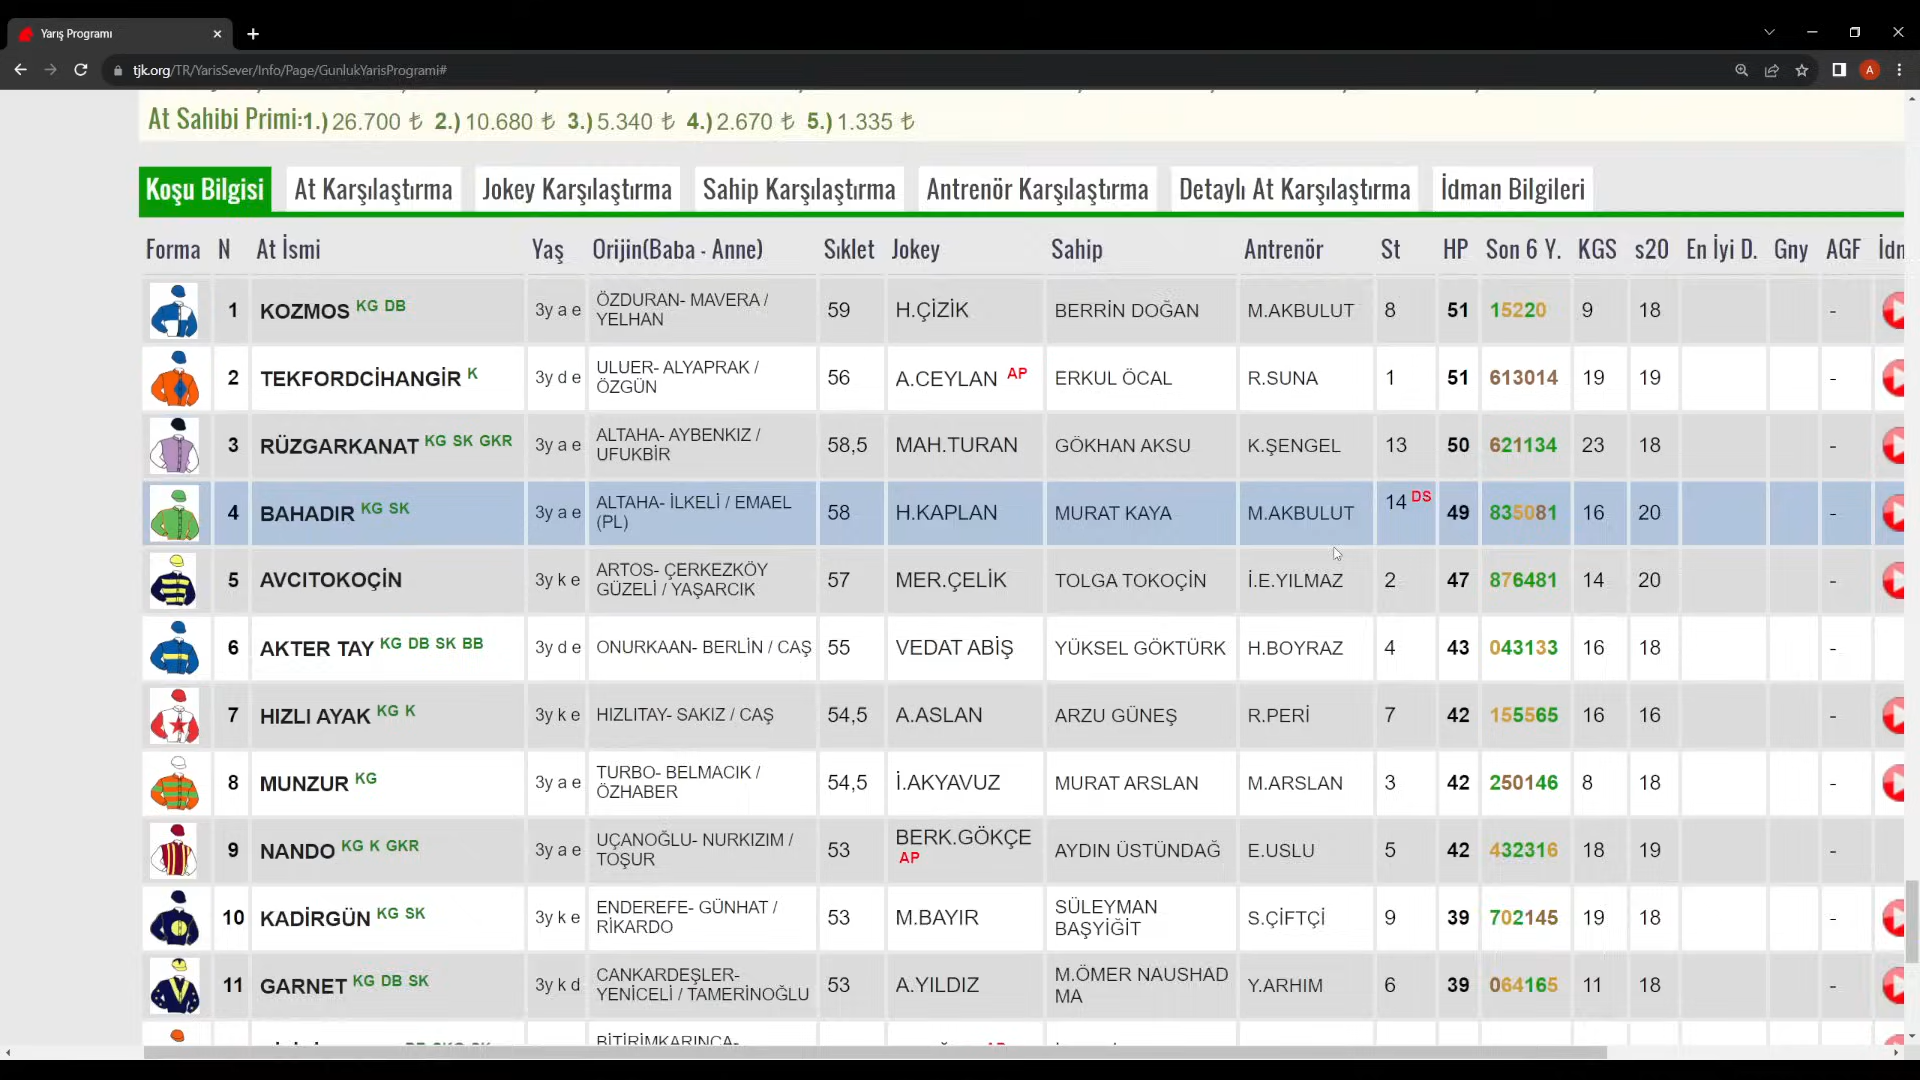 Yarış Programı
tjk.org/TR/YarisSever/Info/Page/GunlukYarisProgrami#
A
At Sahibi Primi:1.) 26.700 ₺ 2.) 10.680 ₺ 3.) 5.340 ₺ 4.) 2.670 ₺ 5.) 1.335 ₺
Koşu Bilgisi At Karşılaştırma Jokey Karşılaştırma Sahip Karşılaştırma Antrenör Karşılaştırma Detaylı At Karşılaştırma İdman Bilgileri
Forma N At İsmi Yaş Orijin(Baba - Anne) Sıklet Jokey Sahip Antrenör St HP Son 6 Y. KGS s20 En İyi D. Gny AGF İdn
1 KOZMOS KG DB 3y a e ÖZDURAN- MAVERA / YELHAN 59 H.ÇİZİK BERRİN DOĞAN M.AKBULUT 8 51 15220 9 18 -
2 TEKFORDCİHANGİR K 3y d e ULUER- ALYAPRAK / ÖZGÜN 56 A.CEYLAN AP ERKUL ÖCAL R.SUNA 1 51 613014 19 19 -
3 RÜZGARKANAT KG SK GKR 3y a e ALTAHA- AYBENKIZ / UFUKBİR 58,5 MAH.TURAN GÖKHAN AKSU K.ŞENGEL 13 50 621134 23 18 -
4 BAHADIR KG SK 3y a e ALTAHA- İLKELİ / EMAEL (PL) 58 H.KAPLAN MURAT KAYA M.AKBULUT 14 DS 49 835081 16 20 -
5 AVCITOKOÇİN 3y k e ARTOS- ÇERKEZKÖY GÜZELİ / YAŞARCIK 57 MER.ÇELİK TOLGA TOKOÇİN İ.E.YILMAZ 2 47 876481 14 20 -
6 AKTER TAY KG DB SK BB 3y d e ONURKAAN- BERLİN / CAŞ 55 VEDAT ABİŞ YÜKSEL GÖKTÜRK H.BOYRAZ 4 43 043133 16 18 -
7 HIZLI AYAK KG K 3y k e HIZLITAY- SAKIZ / CAŞ 54,5 A.ASLAN ARZU GÜNEŞ R.PERİ 7 42 155565 16 16 -
8 MUNZUR KG 3y a e TURBO- BELMACIK / ÖZHABER 54,5 İ.AKYAVUZ MURAT ARSLAN M.ARSLAN 3 42 250146 8 18 -
9 NANDO KG K GKR 3y a e UÇANOĞLU- NURKIZIM / TOŞUR 53 BERK.GÖKÇE AP AYDIN ÜSTÜNDAĞ E.USLU 5 42 432316 18 19 -
10 KADİRGÜN KG SK 3y k e ENDEREFE- GÜNHAT / RİKARDO 53 M.BAYIR SÜLEYMAN BAŞYİĞİT S.ÇİFTÇİ 9 39 702145 19 18 -
11 GARNET KG DB SK 3y k d CANKARDEŞLER- YENİCELİ / TAMERİNOĞLU 53 A.YILDIZ M.ÖMER NAUSHAD MA Y.ARHIM 6 39 064165 11 18 -
BİTİRİMKARINCA-